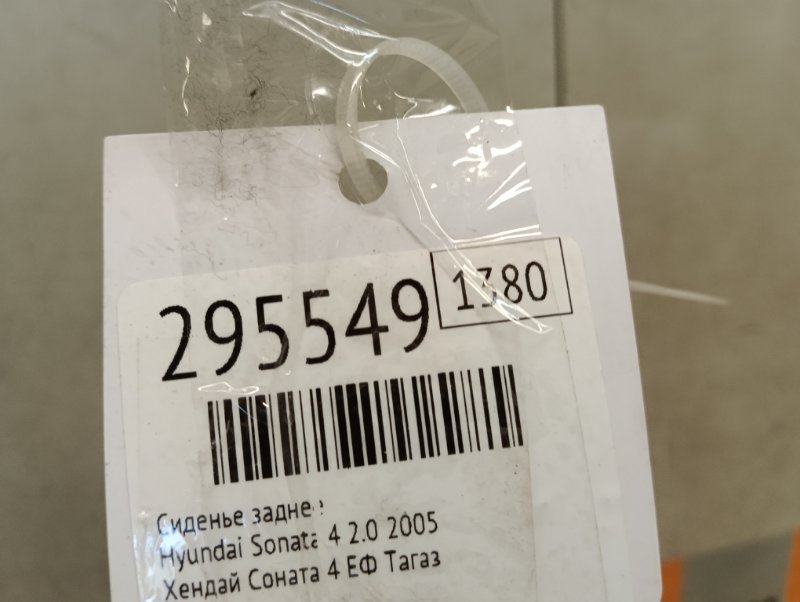 295549 1380
Сиденье заднее
Hyundai Sonata 4 2.0 2005
Хендай Соната 4 ЕФ Тагаз